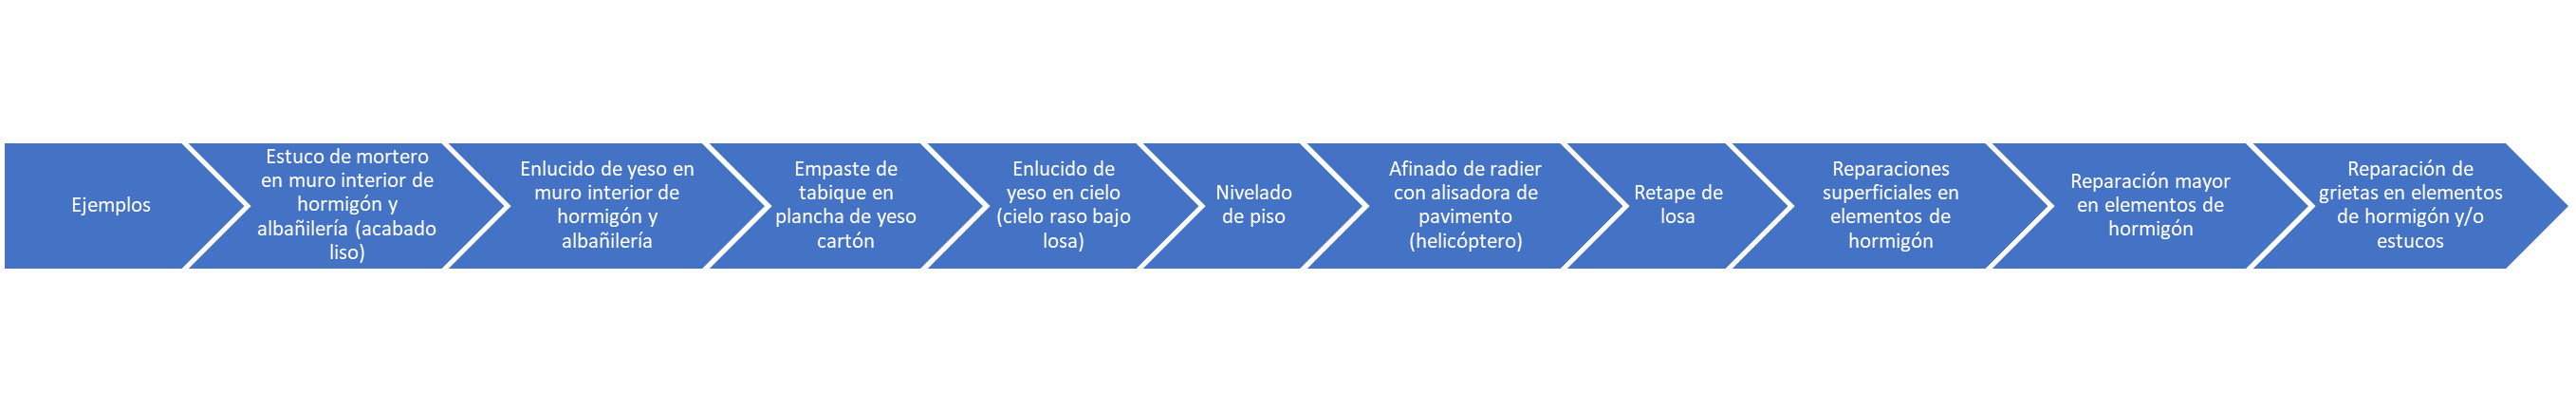 Ejemplos
Estuco de mortero
en muro interior de
hormigón y
albañilería (acabado
liso)
Enlucido de yeso en
muro interior de
hormigón y
albañilería
Empaste de
tabique en
plancha de yeso
cartón
Enlucido de
yeso en cielo
(cielo raso bajo
losa)
Nivelado
de piso
Afinado de radier
con alisadora de
pavimento
(helicóptero)
Retape de
losa
Reparaciones
superficiales en
elementos de
hormigón
Reparación mayor
en elementos de
hormigón
Reparación de
grietas en elementos
de hormigón y/o
estucos